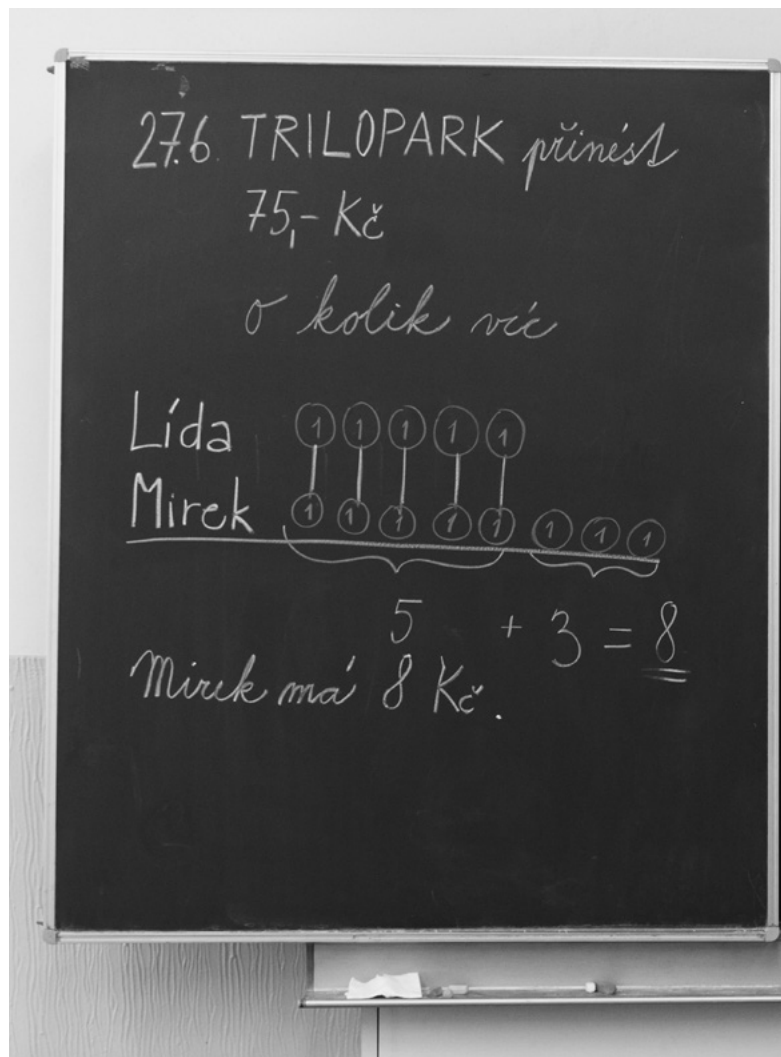 27.6. TRILOPARK přinést
75,- Kč
o kolik víc
Lída 1 1 1 1 1
Mirek 1 1 1 1 1 1 1 1
5 + 3 = 8
Mirek má 8 Kč.